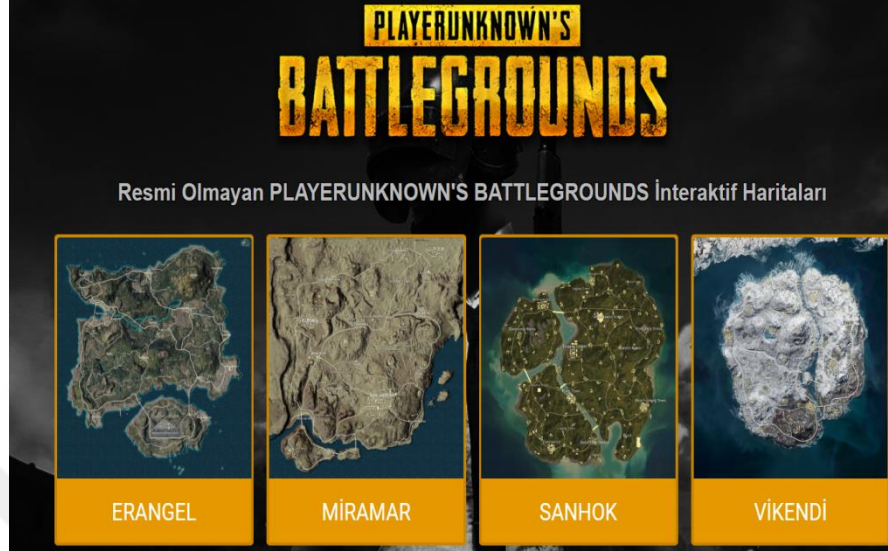 PLAYERUNKNOWN'S
BATTLEGROUNDS
Resmi Olmayan PLAYERUNKNOWN'S BATTLEGROUNDS İnteraktif Haritaları
ERANGEL
MİRAMAR
SANHOK
VİKENDİ